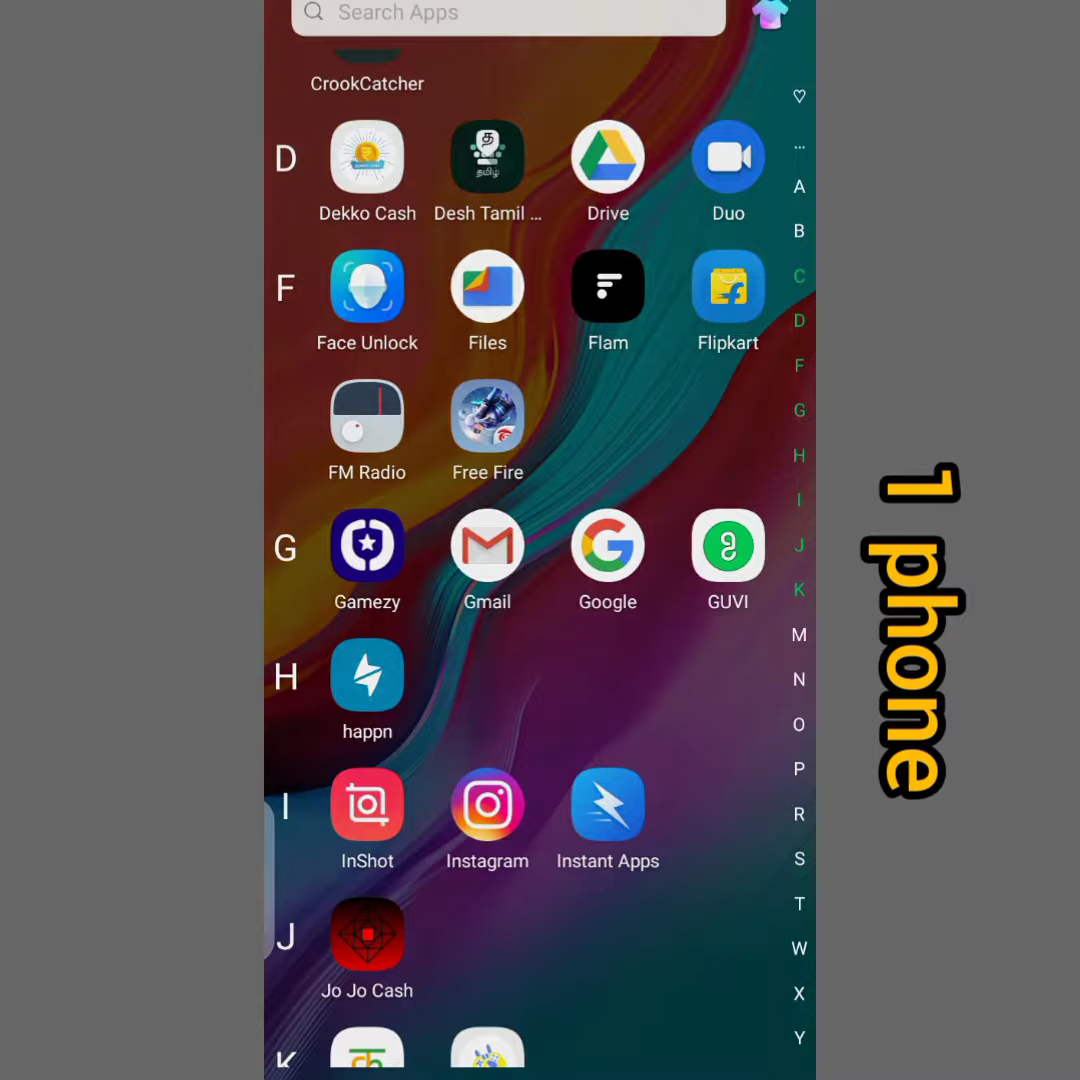 Search Apps
CrookCatcher
♡
...
D
தமிழ்
Dekko Cash
Desh Tamil ...
Drive
Duo
A
B
C
F
Face Unlock
Files
Flam
Flipkart
D
F
FM Radio
Free Fire
G
H
I
G
Gamezy
Gmail
Google
GUVI
J
K
M
H
happn
N
O
P
I
InShot
Instagram
Instant Apps
R
S
T
J
Jo Jo Cash
W
X
K
Y
1 phone